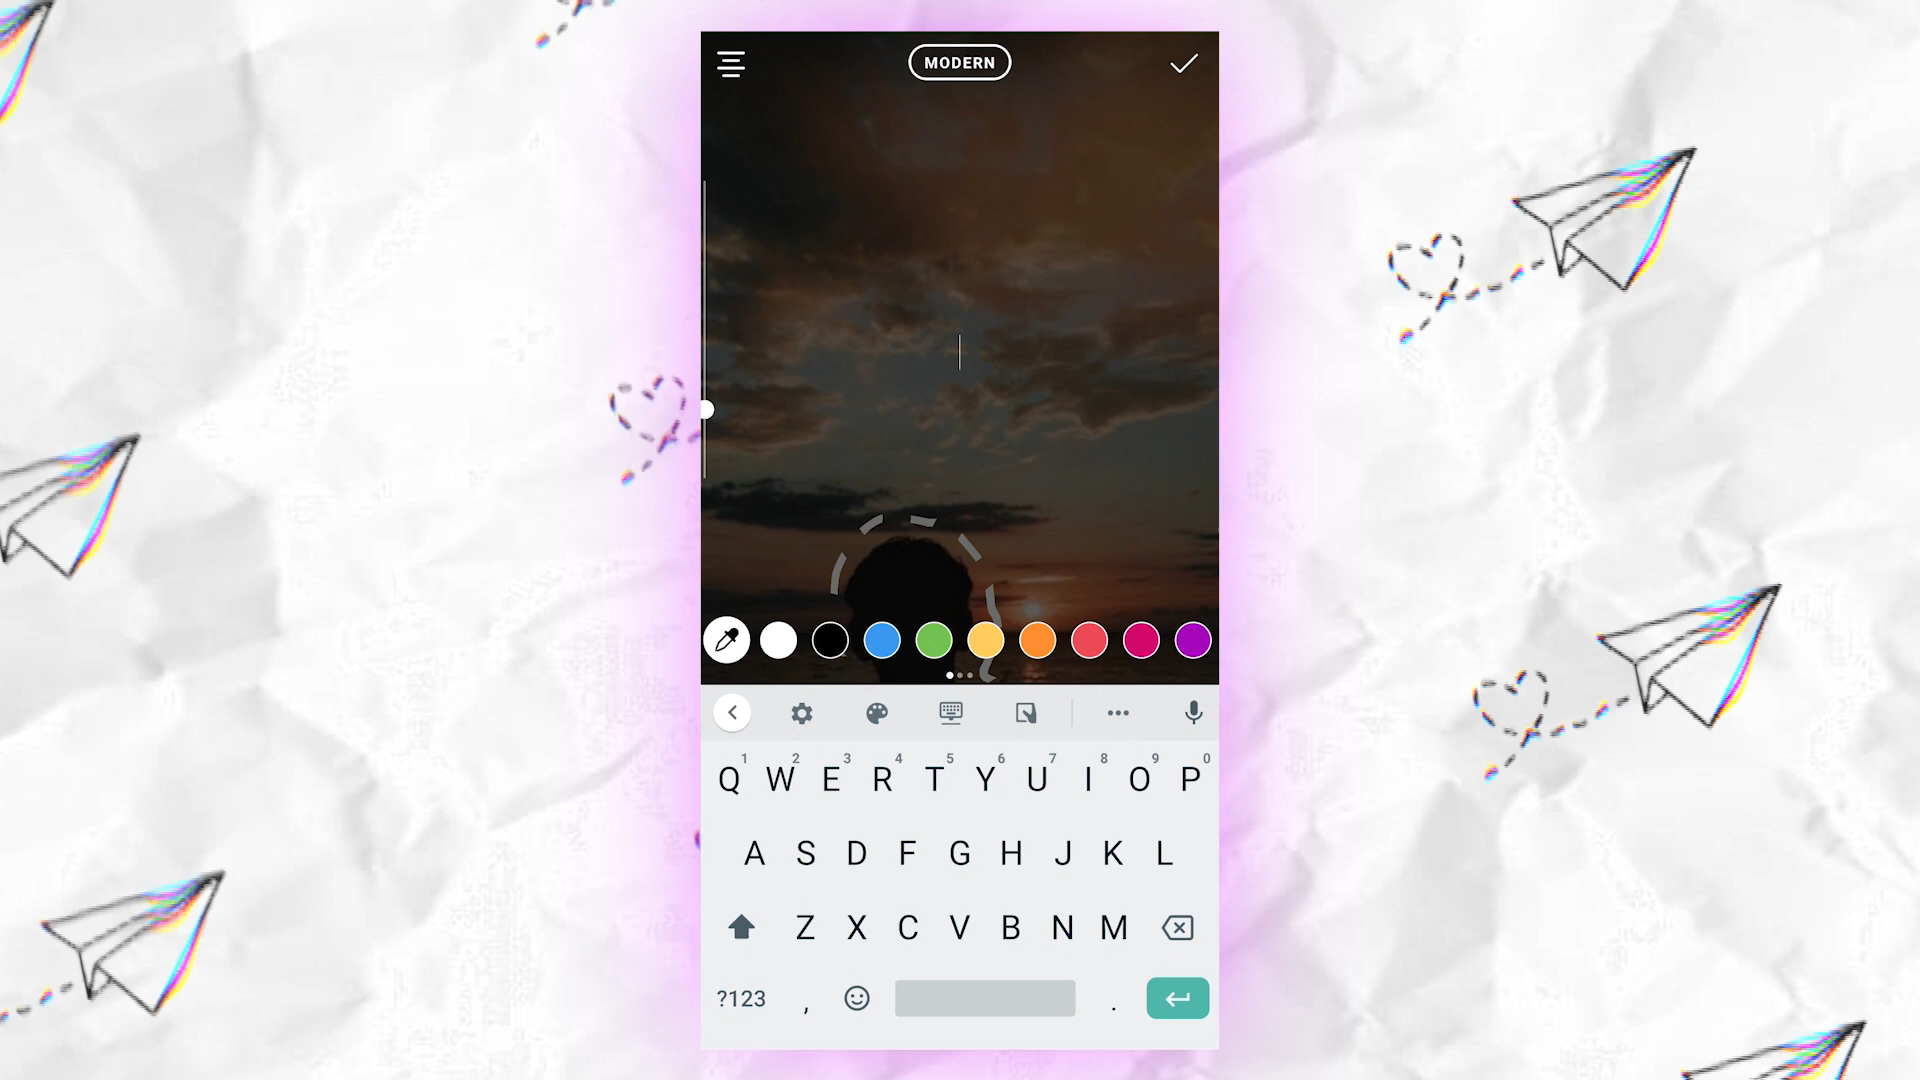 MODERN
1 2 3 4 5 6 7 8 9 0
Q W E R T Y U I O P
A S D F G H J K L
Z X C V B N M
?123 , .